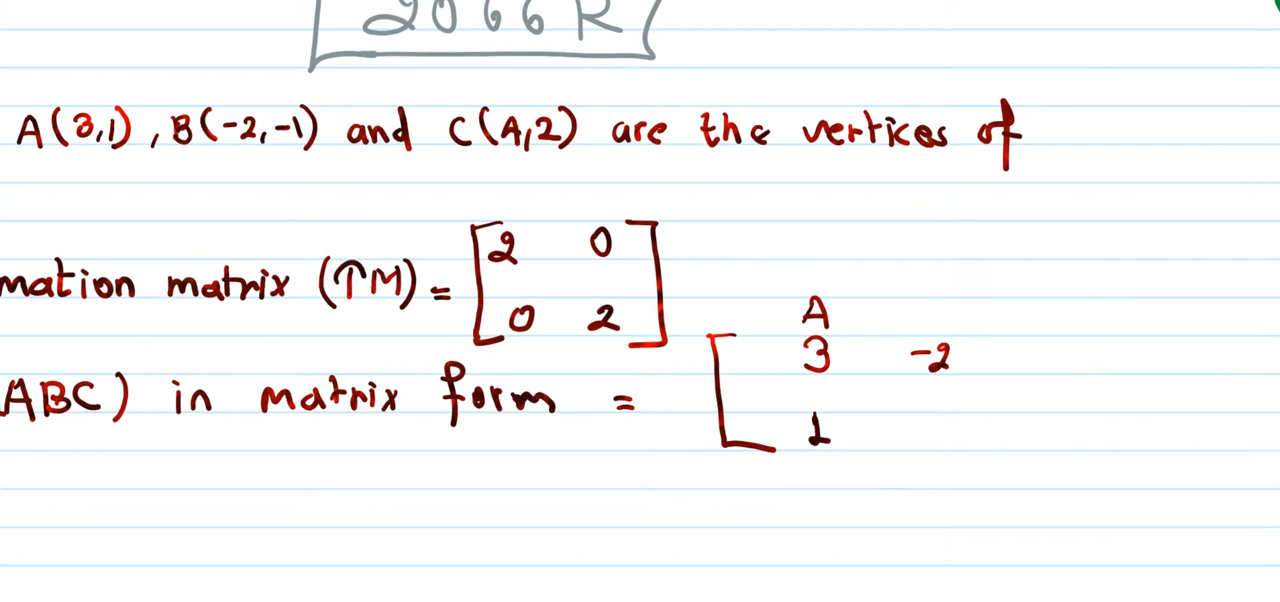 2066 R
A(3,1), B(-2,-1) and C(A,2) are the vertices of
mation matrix (TM) = [2 0
0 2]
A
ABC) in matrix form = [3 -2
1